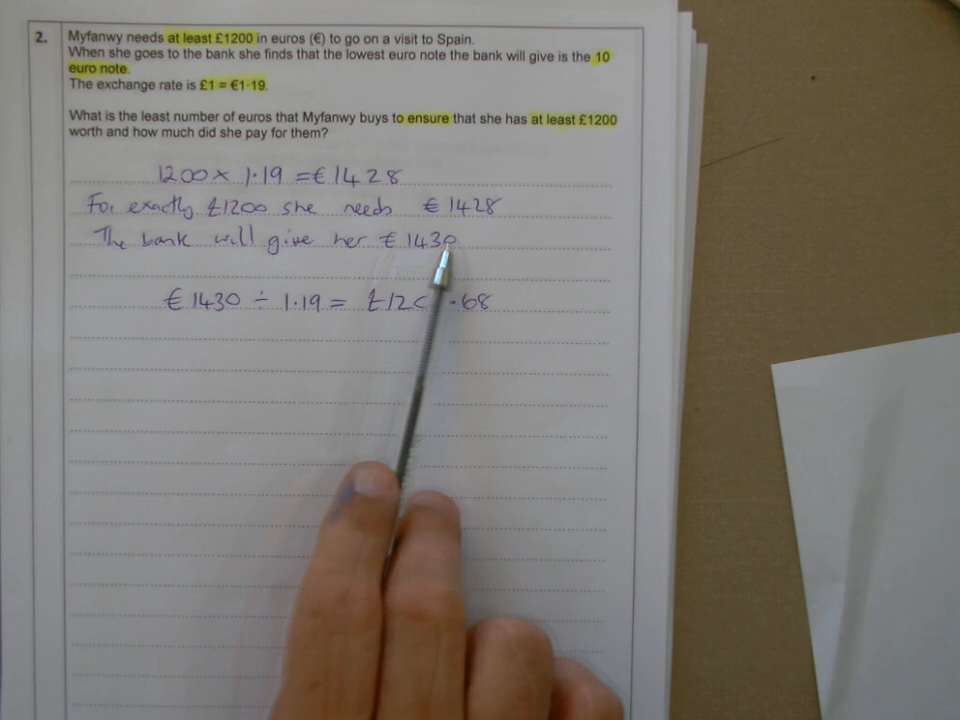 2. Myfanwy needs at least £1200 in euros (€) to go on a visit to Spain.
When she goes to the bank she finds that the lowest euro note the bank will give is the 10
euro note.
The exchange rate is £1 = €1·19.
What is the least number of euros that Myfanwy buys to ensure that she has at least £1200
worth and how much did she pay for them?
1200 × 1.19 = € 1428
For exactly £1200 she needs € 1428
The bank will give her € 1430
€ 1430 ÷ 1.19 =